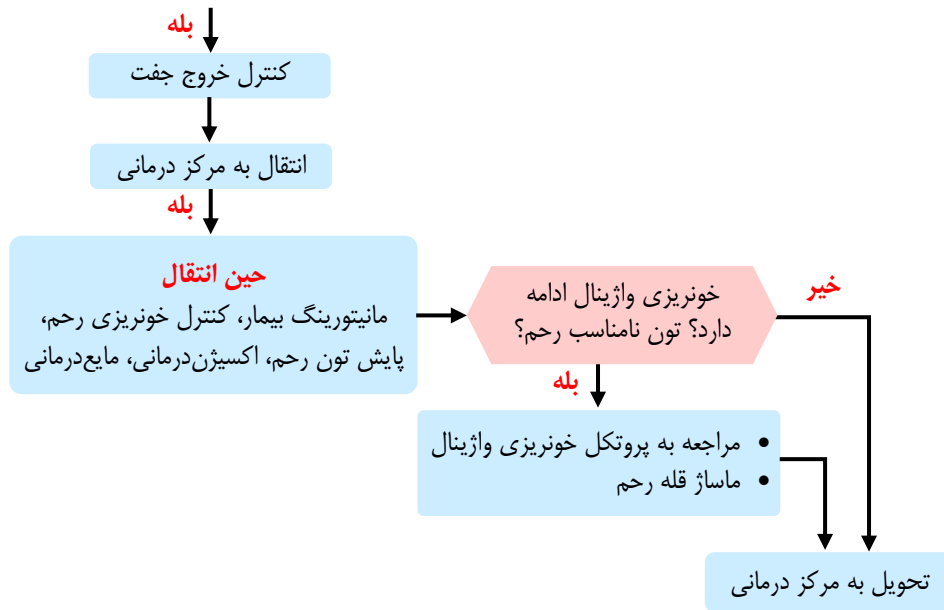 بله
کنترل خروج جفت
انتقال به مرکز درمانی
بله
حین انتقال
مانیتورینگ بیمار، کنترل خونریزی رحم،
پایش تون رحم، اکسیژن‌درمانی، مایع‌درمانی
خونریزی واژینال ادامه
دارد؟ تون نامناسب رحم؟
خیر
بله
• مراجعه به پروتکل خونریزی واژینال
• ماساژ قله رحم
تحویل به مرکز درمانی